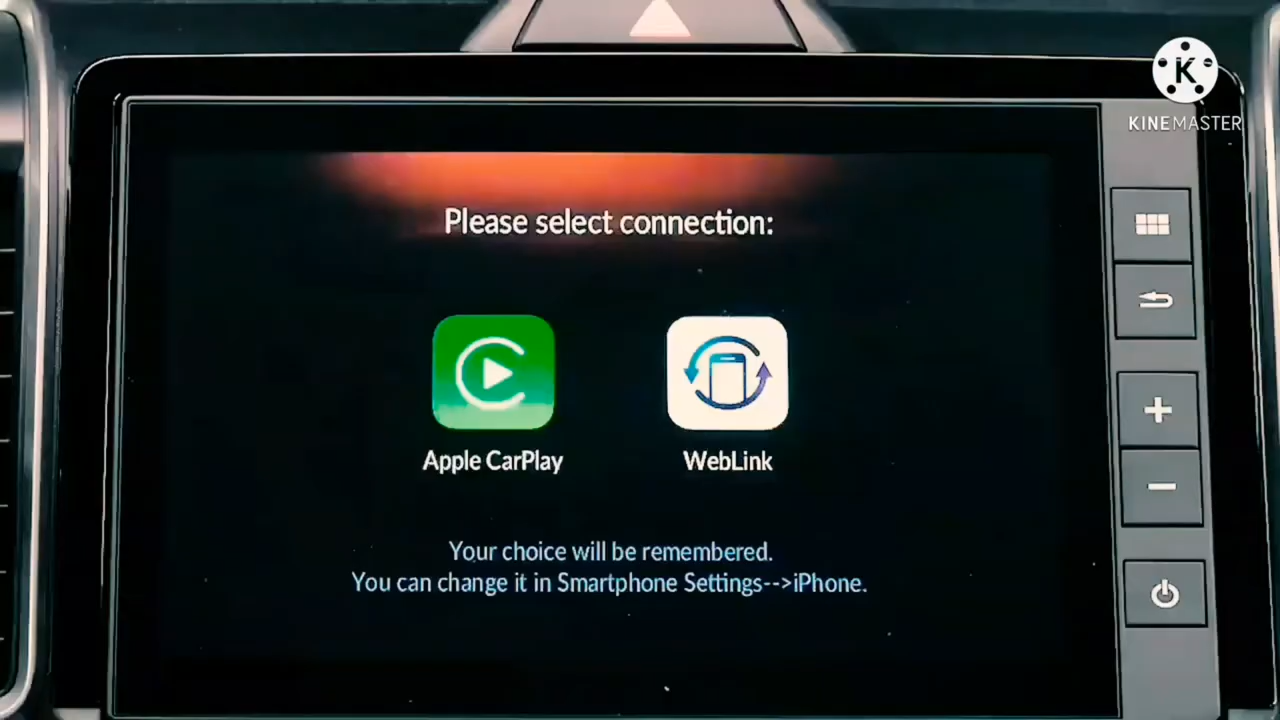 K
KINEMASTER
Please select connection:
Apple CarPlay
WebLink
Your choice will be remembered.
You can change it in Smartphone Settings-->iPhone.